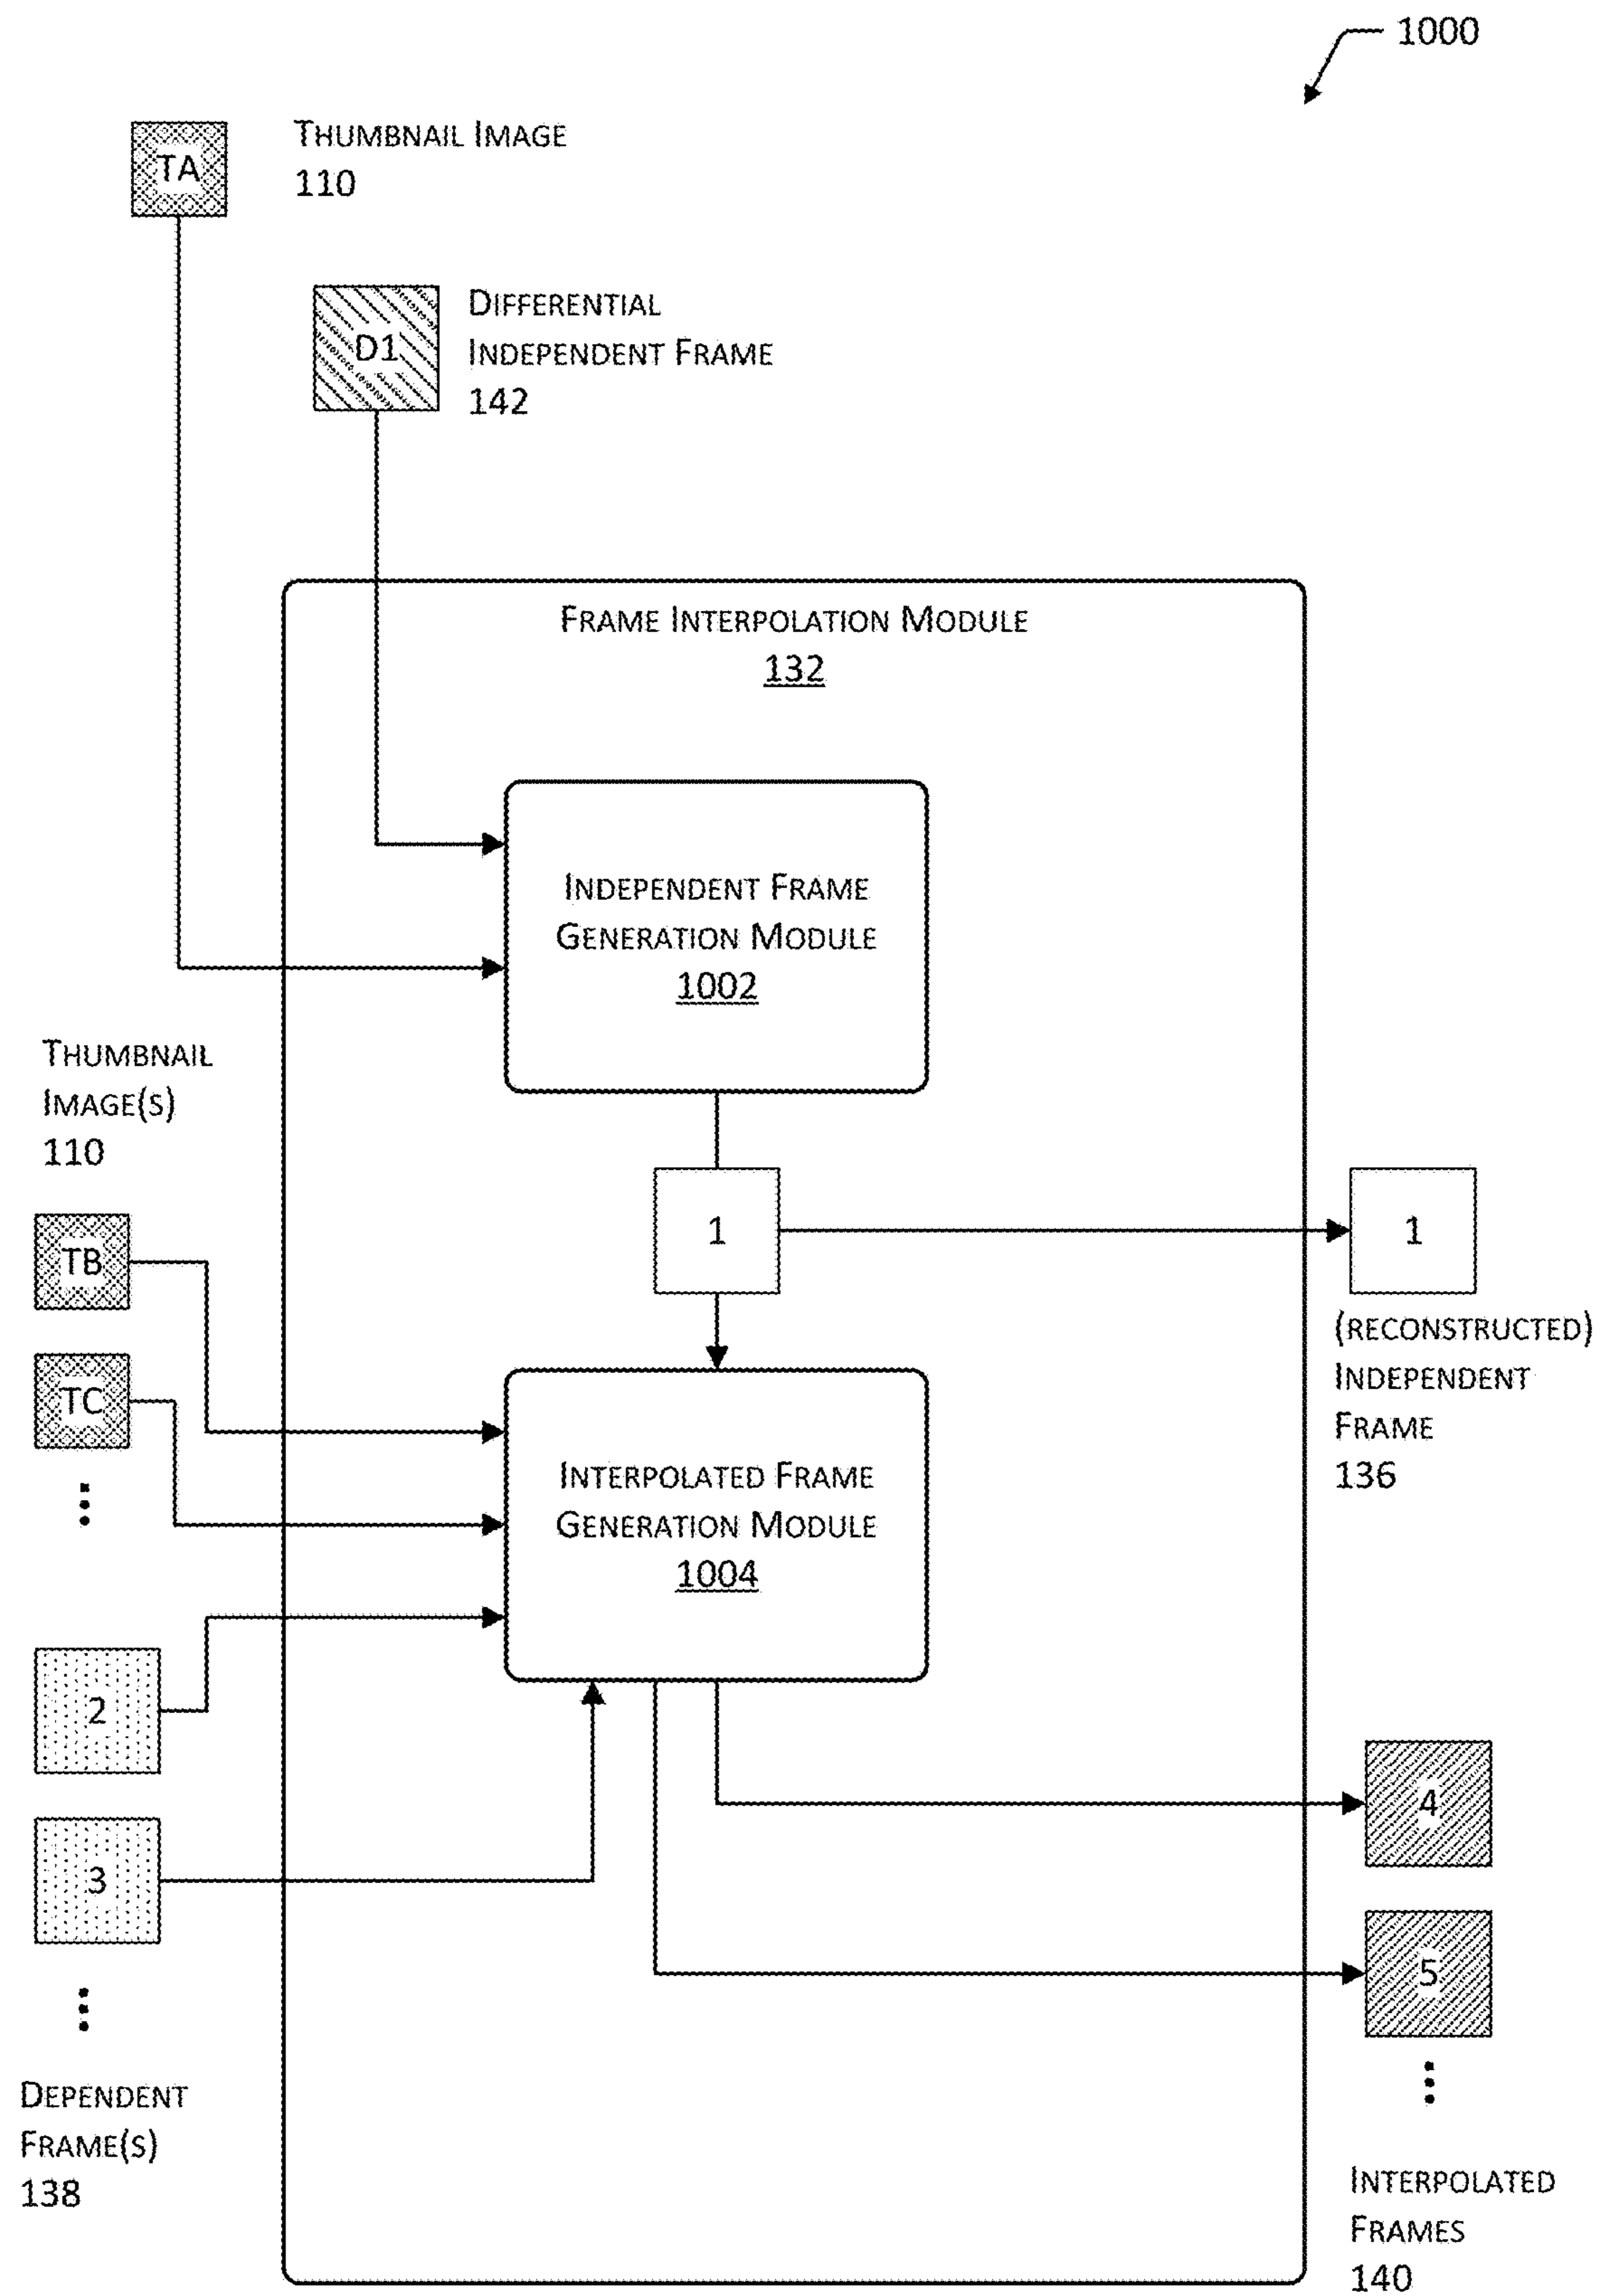 1000
TA
THUMBNAIL IMAGE
110
D1
DIFFERENTIAL
INDEPENDENT FRAME
142
FRAME INTERPOLATION MODULE
132
INDEPENDENT FRAME
GENERATION MODULE
1002
THUMBNAIL
IMAGE(S)
110
TB
TC
1
1
(RECONSTRUCTED)
INDEPENDENT
FRAME
136
INTERPOLATED FRAME
GENERATION MODULE
1004
2
3
DEPENDENT
FRAME(S)
138
4
5
INTERPOLATED
FRAMES
140